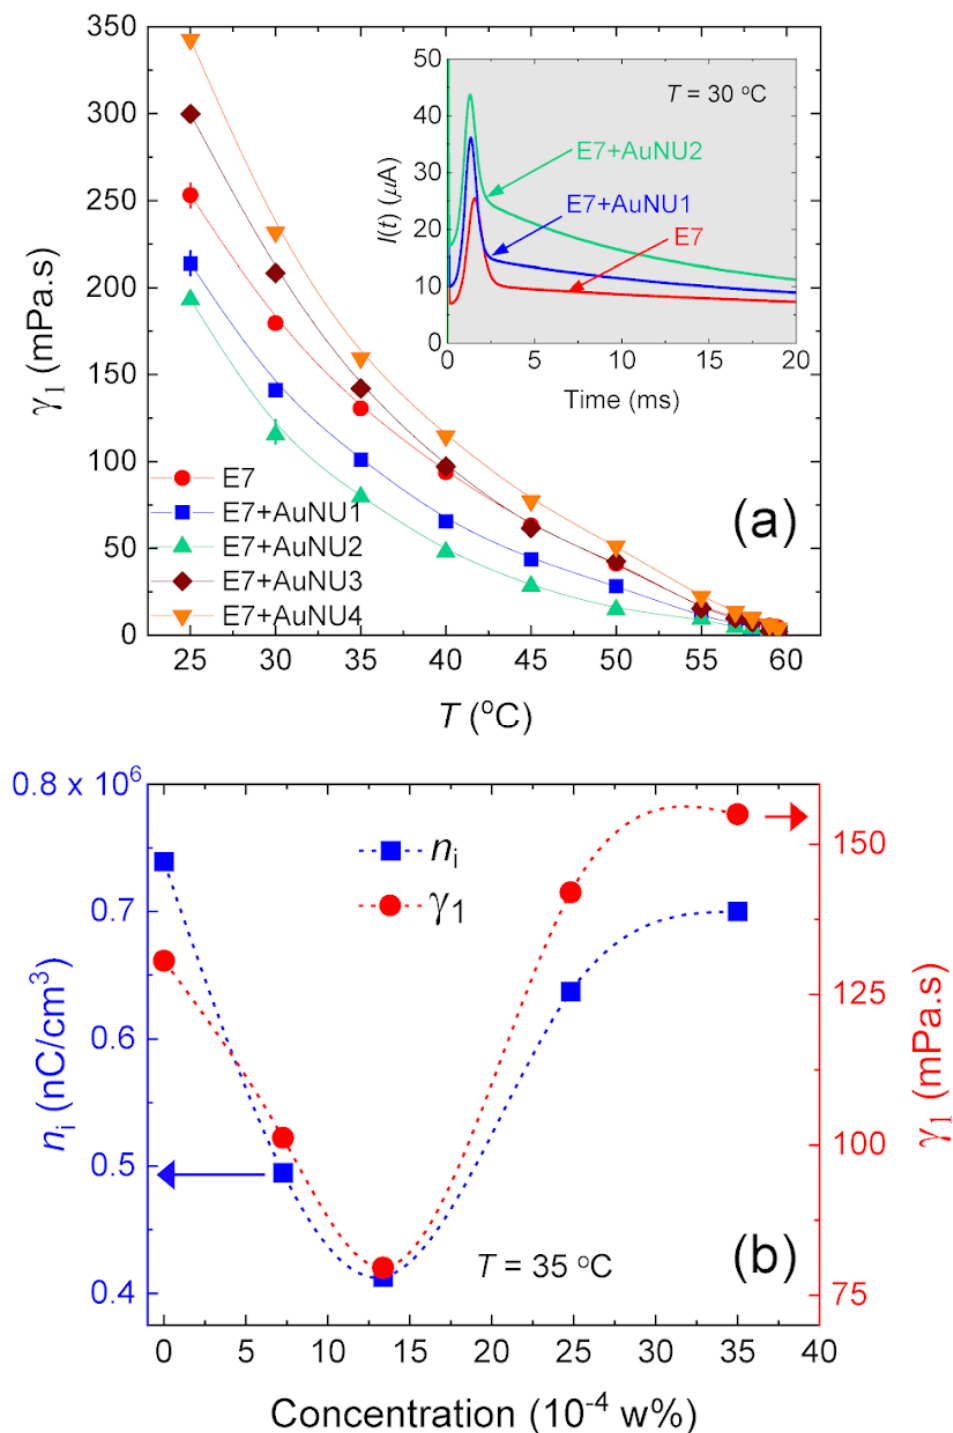 350
300
250
200
150
100
50
0
γ1 (mPa.s)
25 30 35 40 45 50 55 60
T (oC)
E7
E7+AuNU1
E7+AuNU2
E7+AuNU3
E7+AuNU4
(a)
50
40
30
20
10
0
I(t) (μA)
T = 30 oC
E7+AuNU2
E7+AuNU1
E7
0 5 10 15 20
Time (ms)
0.8 x 10^6
0.7
0.6
0.5
0.4
ni (nC/cm^3)
ni
γ1
T = 35 oC
(b)
150
125
100
75
γ1 (mPa.s)
0 5 10 15 20 25 30 35 40
Concentration (10^-4 w%)